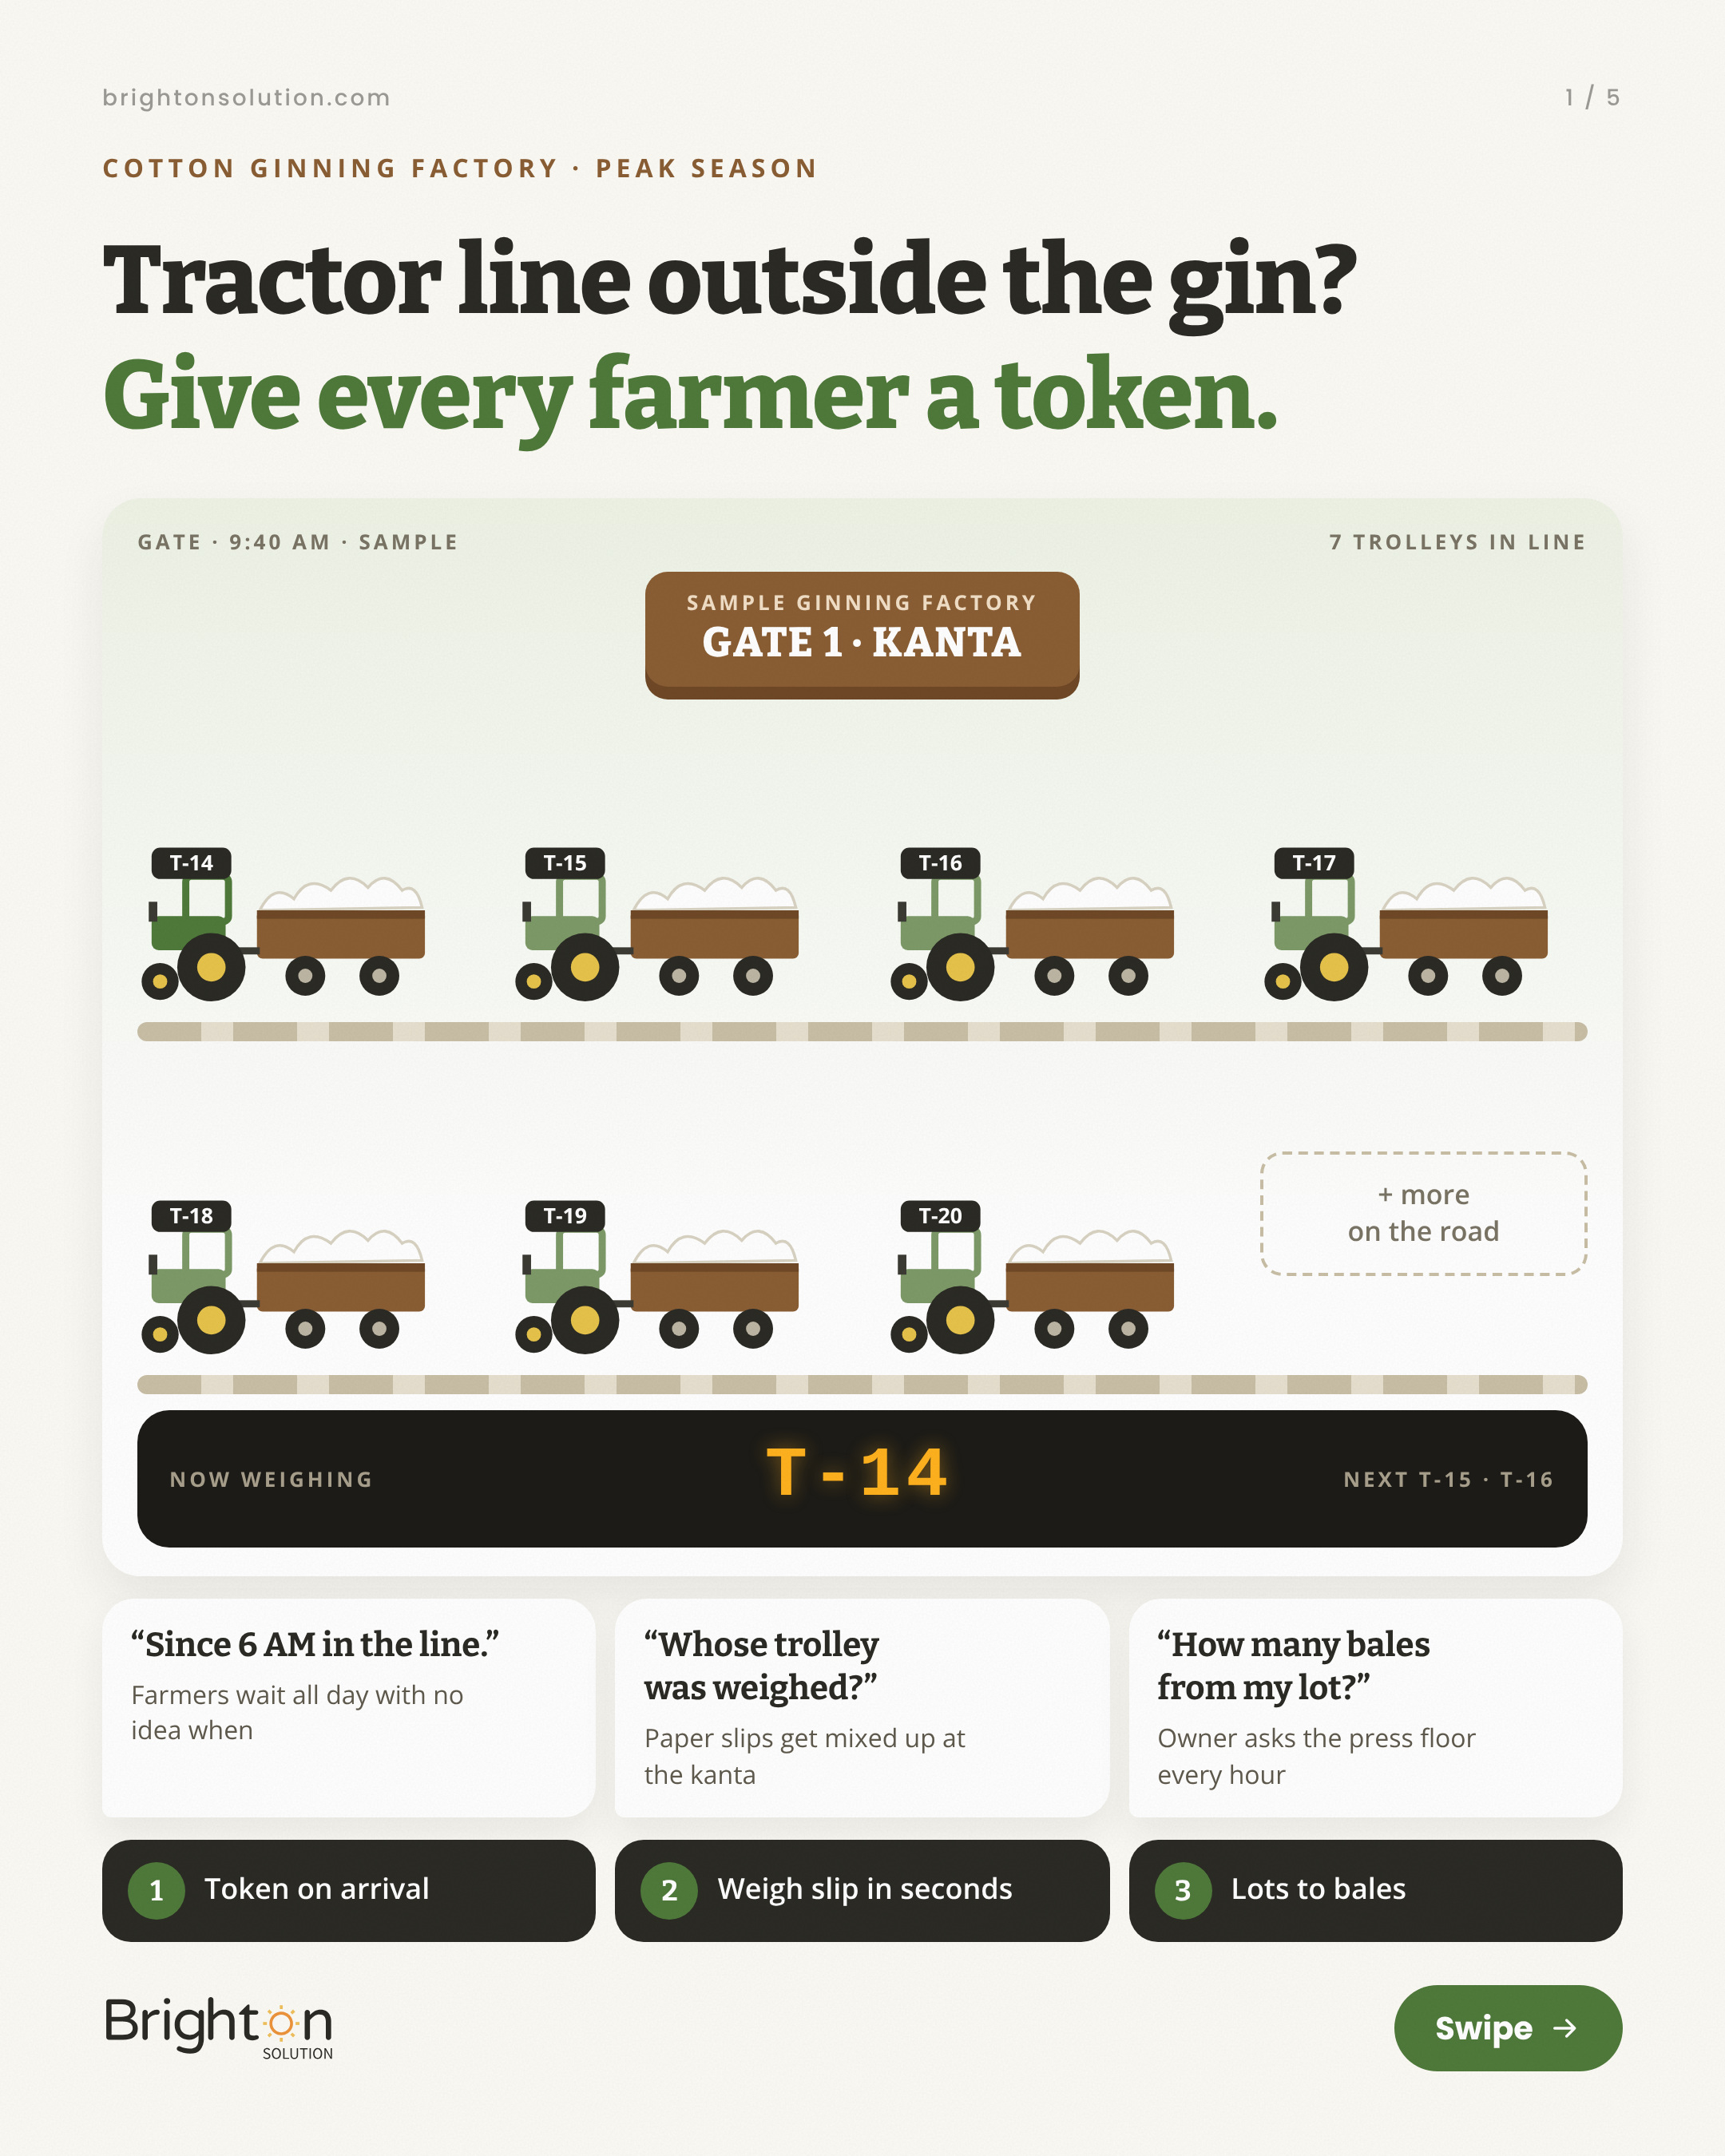 brightonsolution.com
1 / 5
COTTON GINNING FACTORY · PEAK SEASON
Tractor line outside the gin?
Give every farmer a token.
GATE · 9:40 AM · SAMPLE
7 TROLLEYS IN LINE
SAMPLE GINNING FACTORY
GATE 1 · KANTA
T-14
T-15
T-16
T-17
T-18
T-19
T-20
+ more
on the road
NOW WEIGHING
T-14
NEXT T-15 · T-16
“Since 6 AM in the line.”
Farmers wait all day with no
idea when
“Whose trolley
was weighed?”
Paper slips get mixed up at
the kanta
“How many bales
from my lot?”
Owner asks the press floor
every hour
1 Token on arrival
2 Weigh slip in seconds
3 Lots to bales
Brighton
SOLUTION
Swipe →